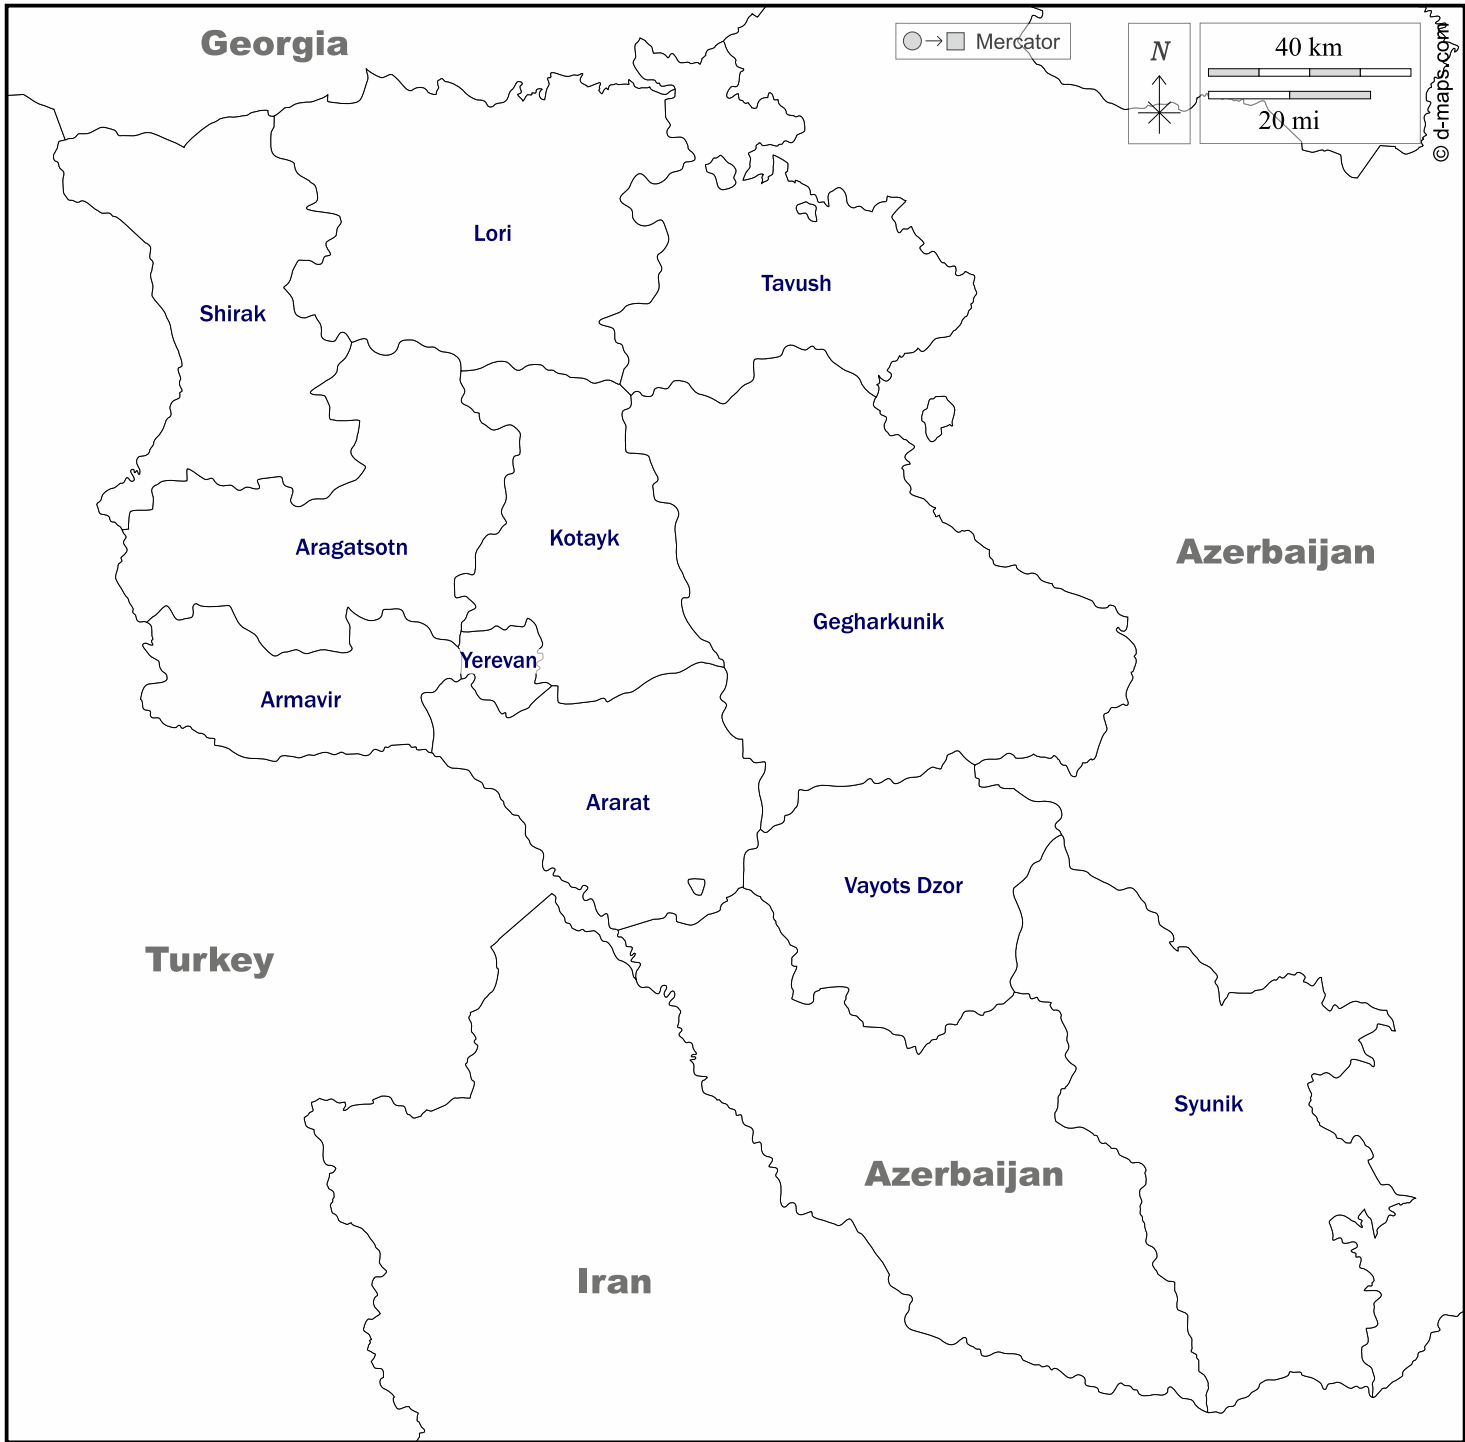 Georgia
Mercator
N
40 km
20 mi
© d-maps.com
Lori
Tavush
Shirak
Aragatsotn
Kotayk
Azerbaijan
Gegharkunik
Yerevan
Armavir
Ararat
Vayots Dzor
Turkey
Syunik
Azerbaijan
Iran